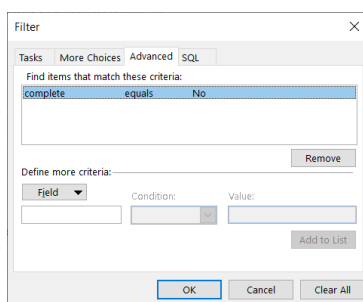 Filter
Tasks More Choices Advanced SQL
Find items that match these criteria:
complete equals No
Remove
Define more criteria:
Field
Condition: Value:
Add to List
OK Cancel Clear All